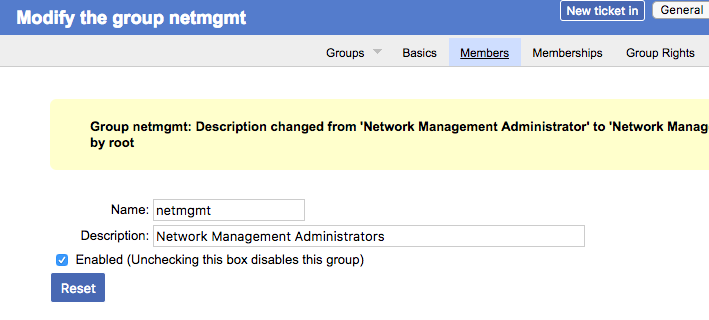 Modify the group netmgmt
New ticket in
General
Groups
Basics
Members
Memberships
Group Rights
Group netmgmt: Description changed from 'Network Management Administrator' to 'Network Manag
by root
Name: netmgmt
Description: Network Management Administrators
Enabled (Unchecking this box disables this group)
Reset